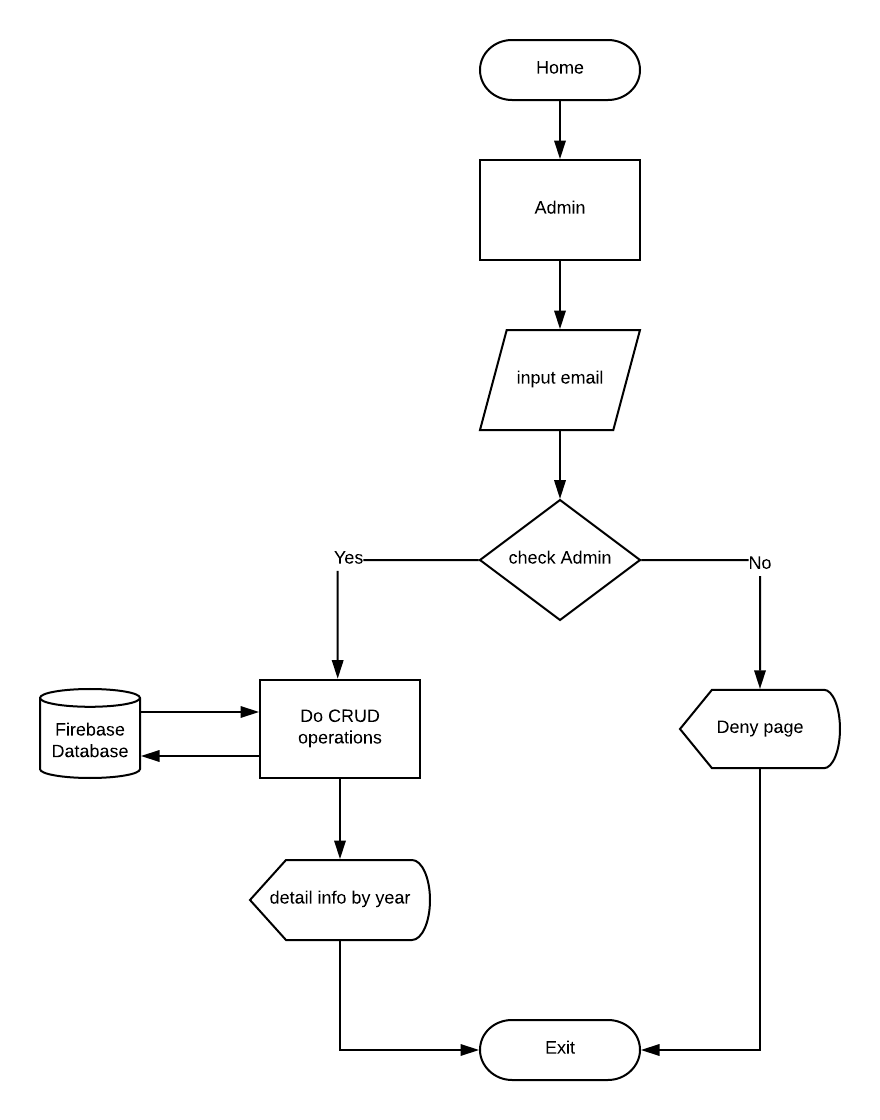 Home
Admin
input email
check Admin
Yes
No
Do CRUD
operations
Firebase
Database
Deny page
detail info by year
Exit